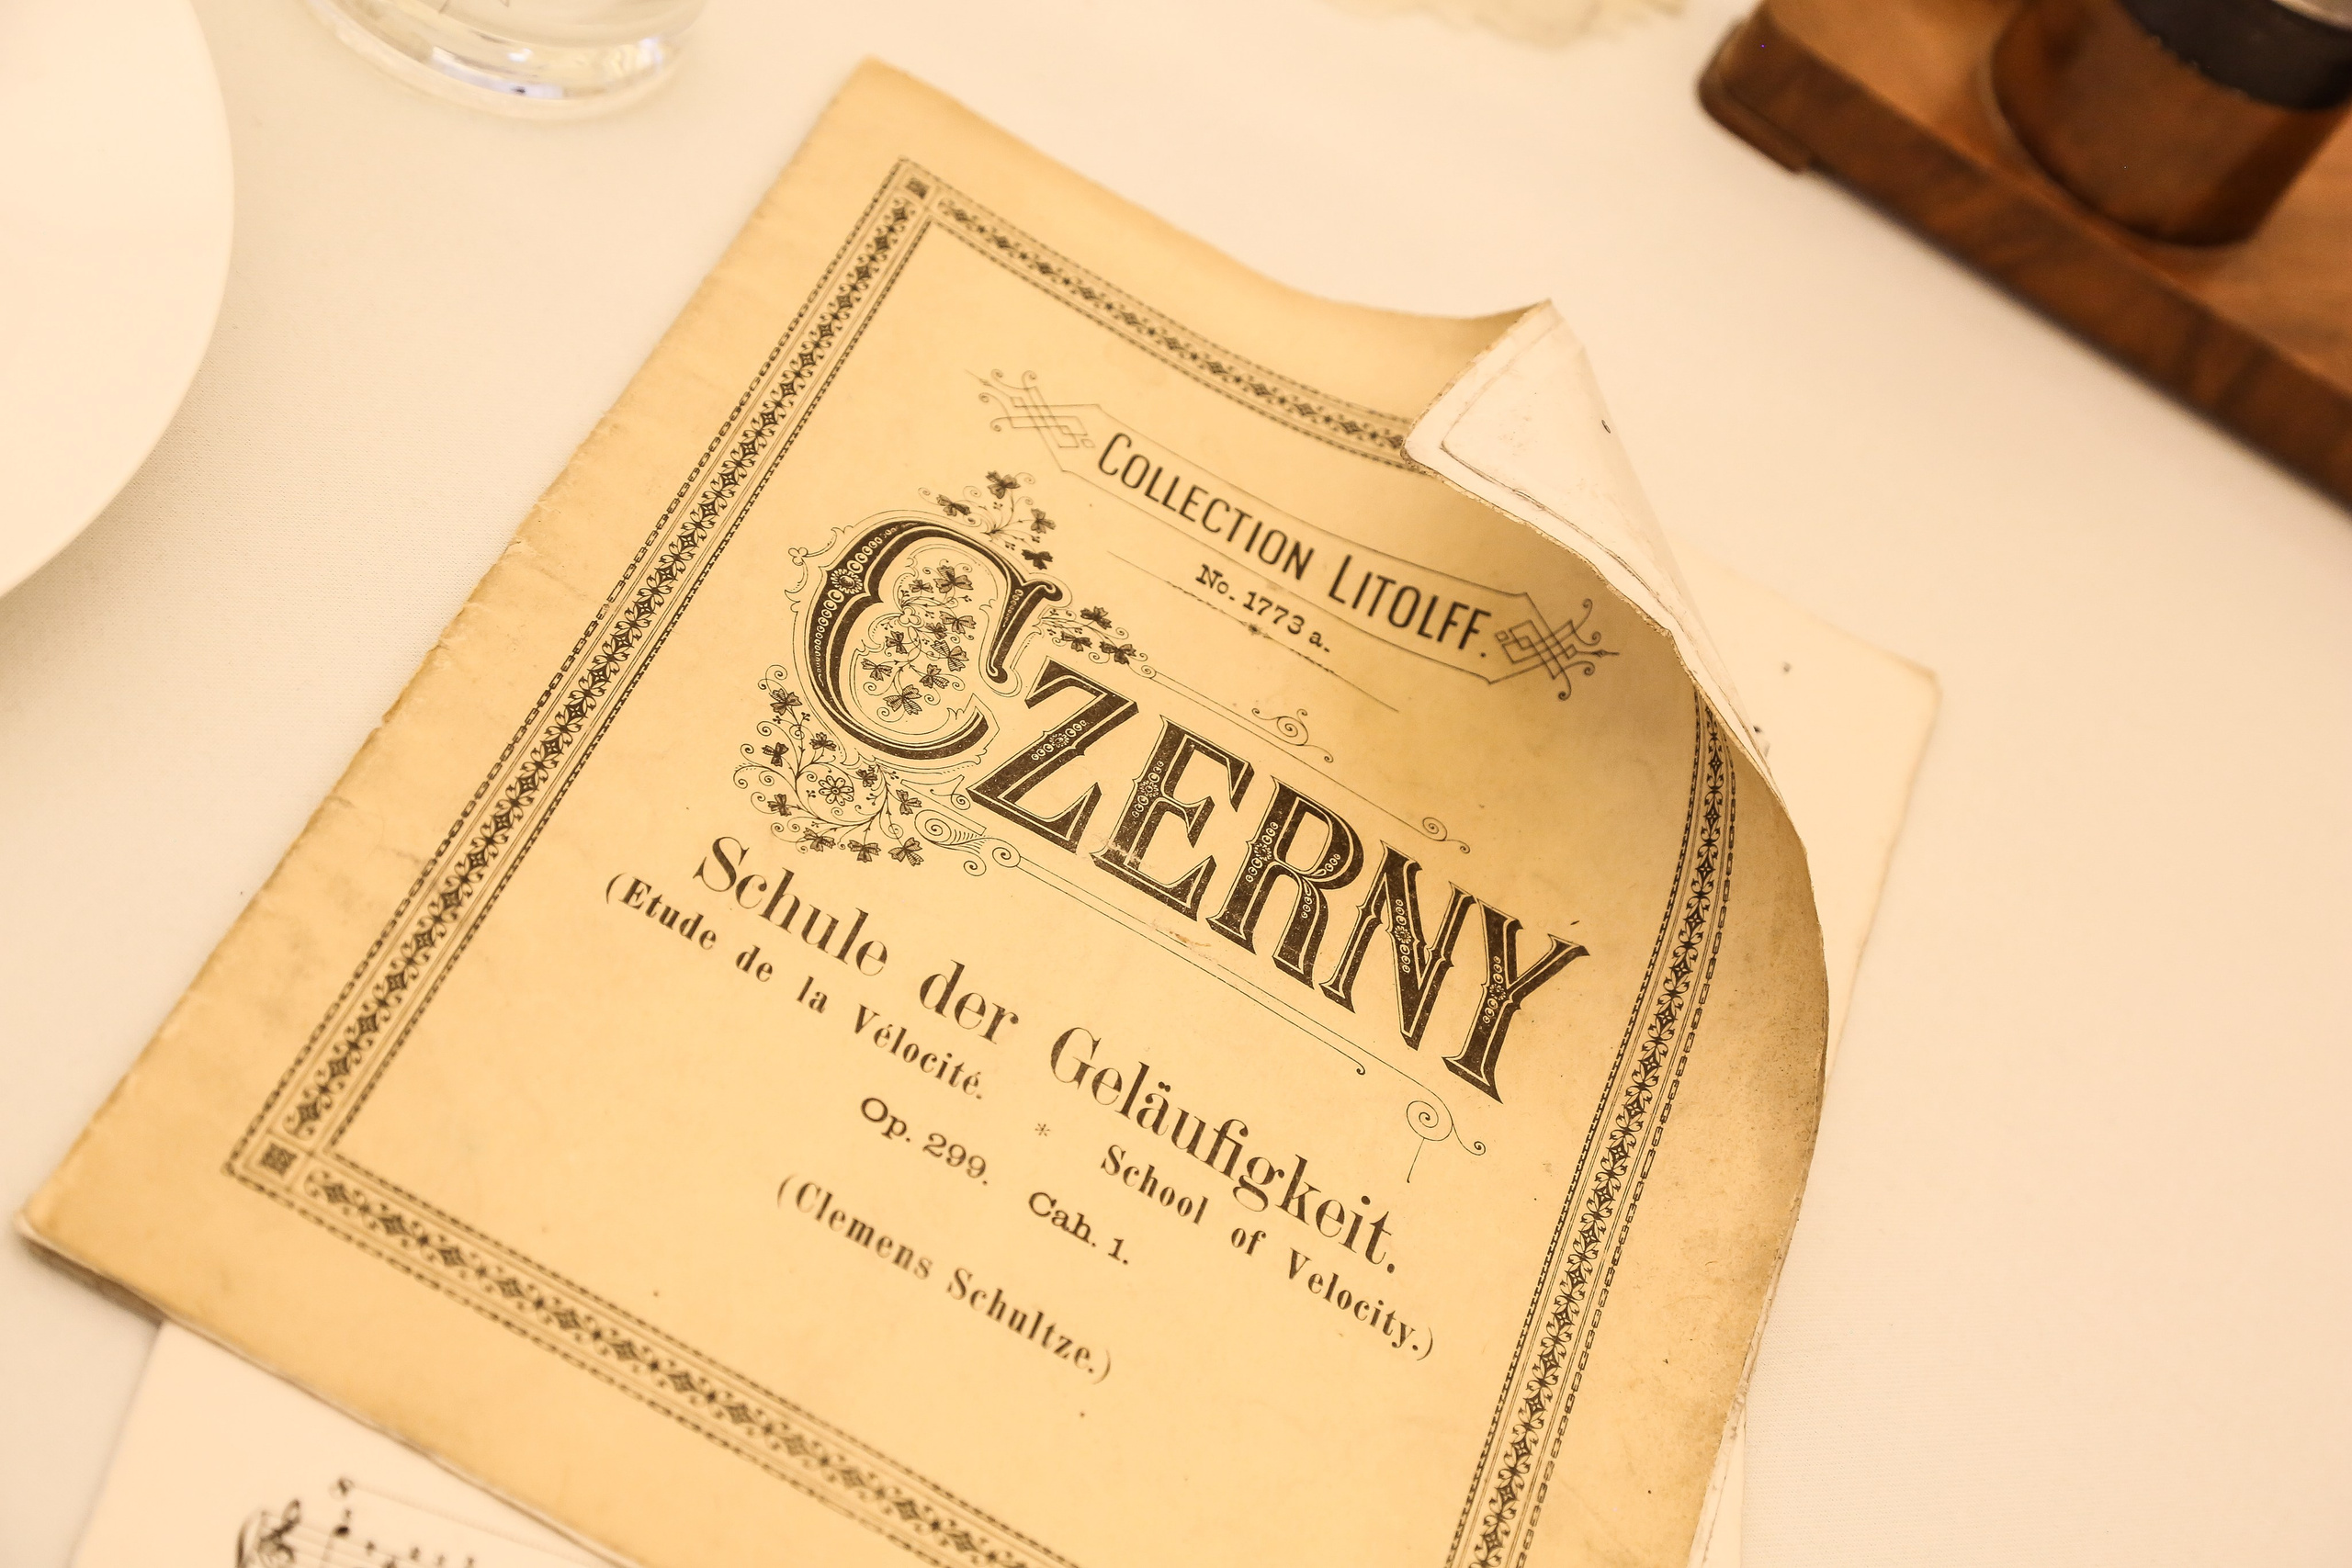 COLLECTION LITOLFF.
No. 1773 a.
CZERNY
Schule der Geläufigkeit.
(Etude de la Vélocité. * School of Velocity.)
Op. 299. Cah. 1.
(Clemens Schultze.)
8